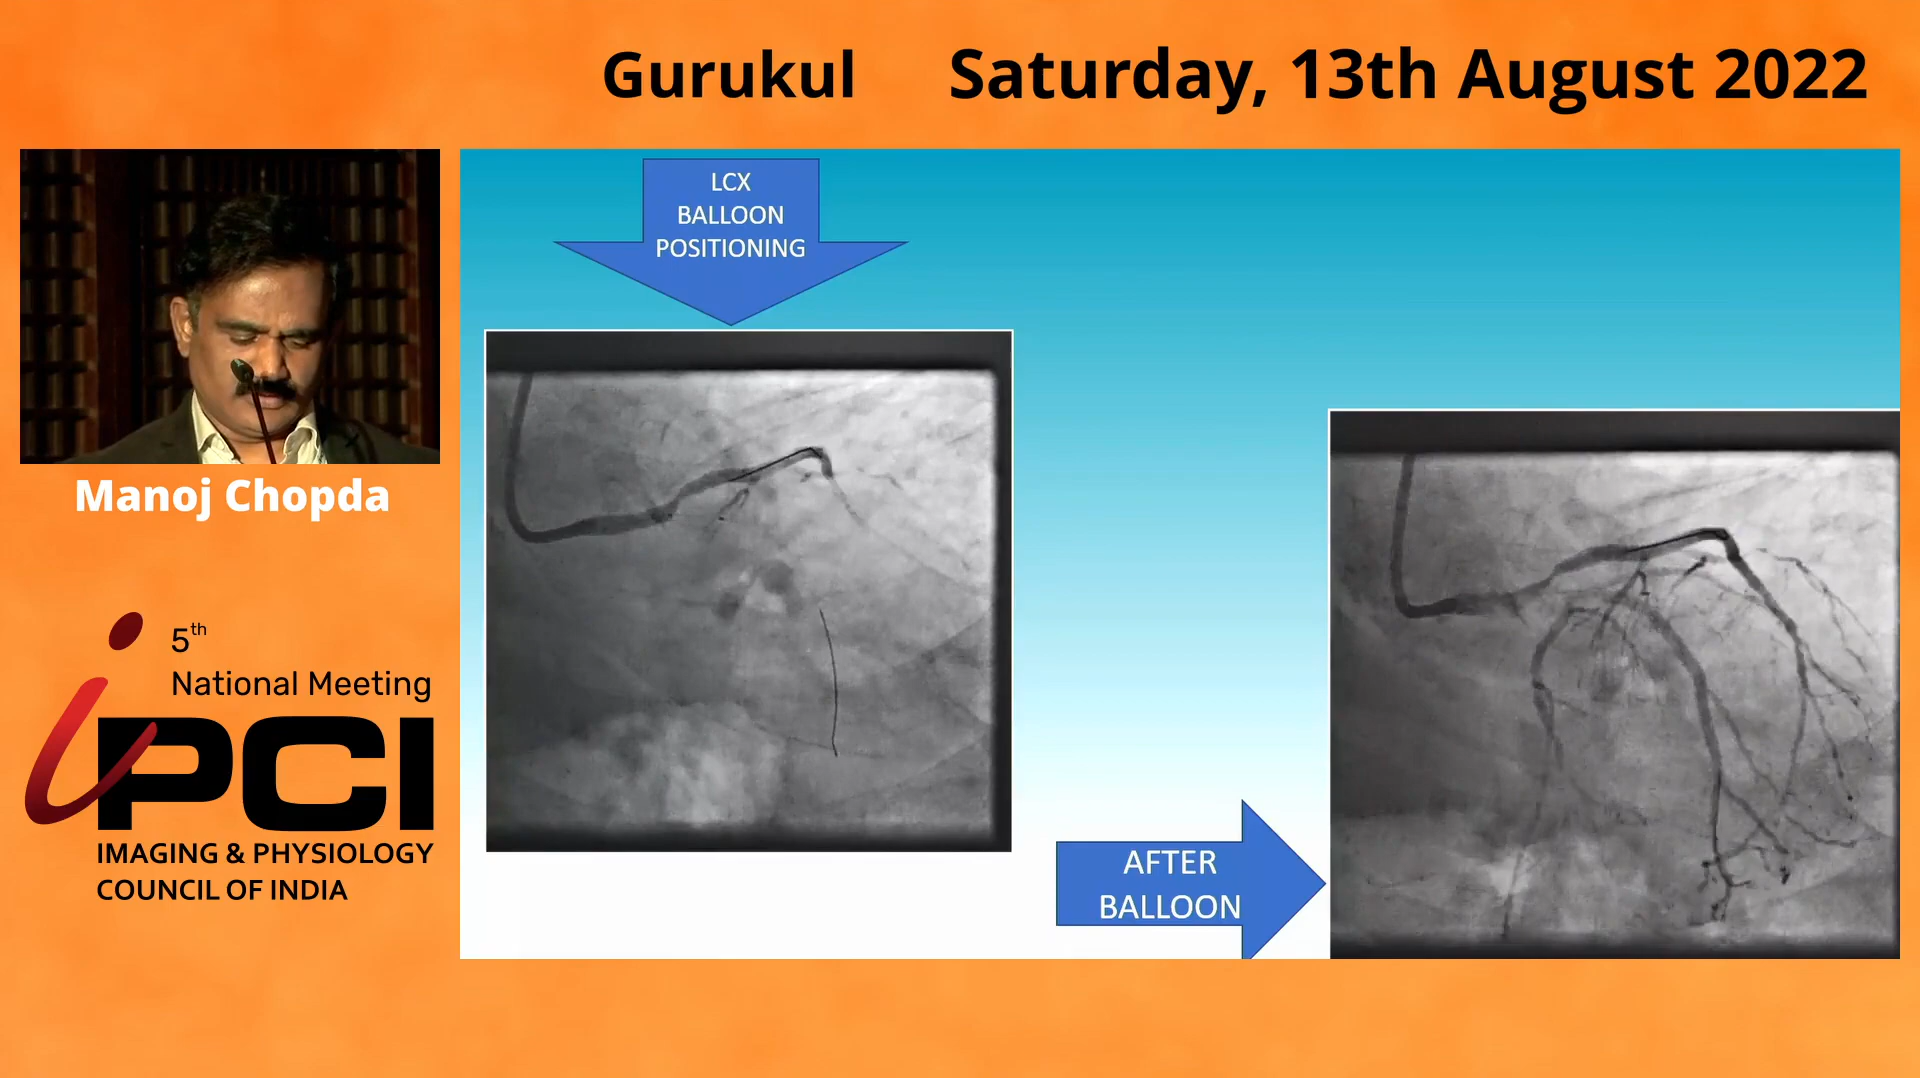 Gurukul
Saturday, 13th August 2022
LCX
BALLOON
POSITIONING
AFTER
BALLOON
Manoj Chopda
5th
National Meeting
iPCI
IMAGING & PHYSIOLOGY
COUNCIL OF INDIA